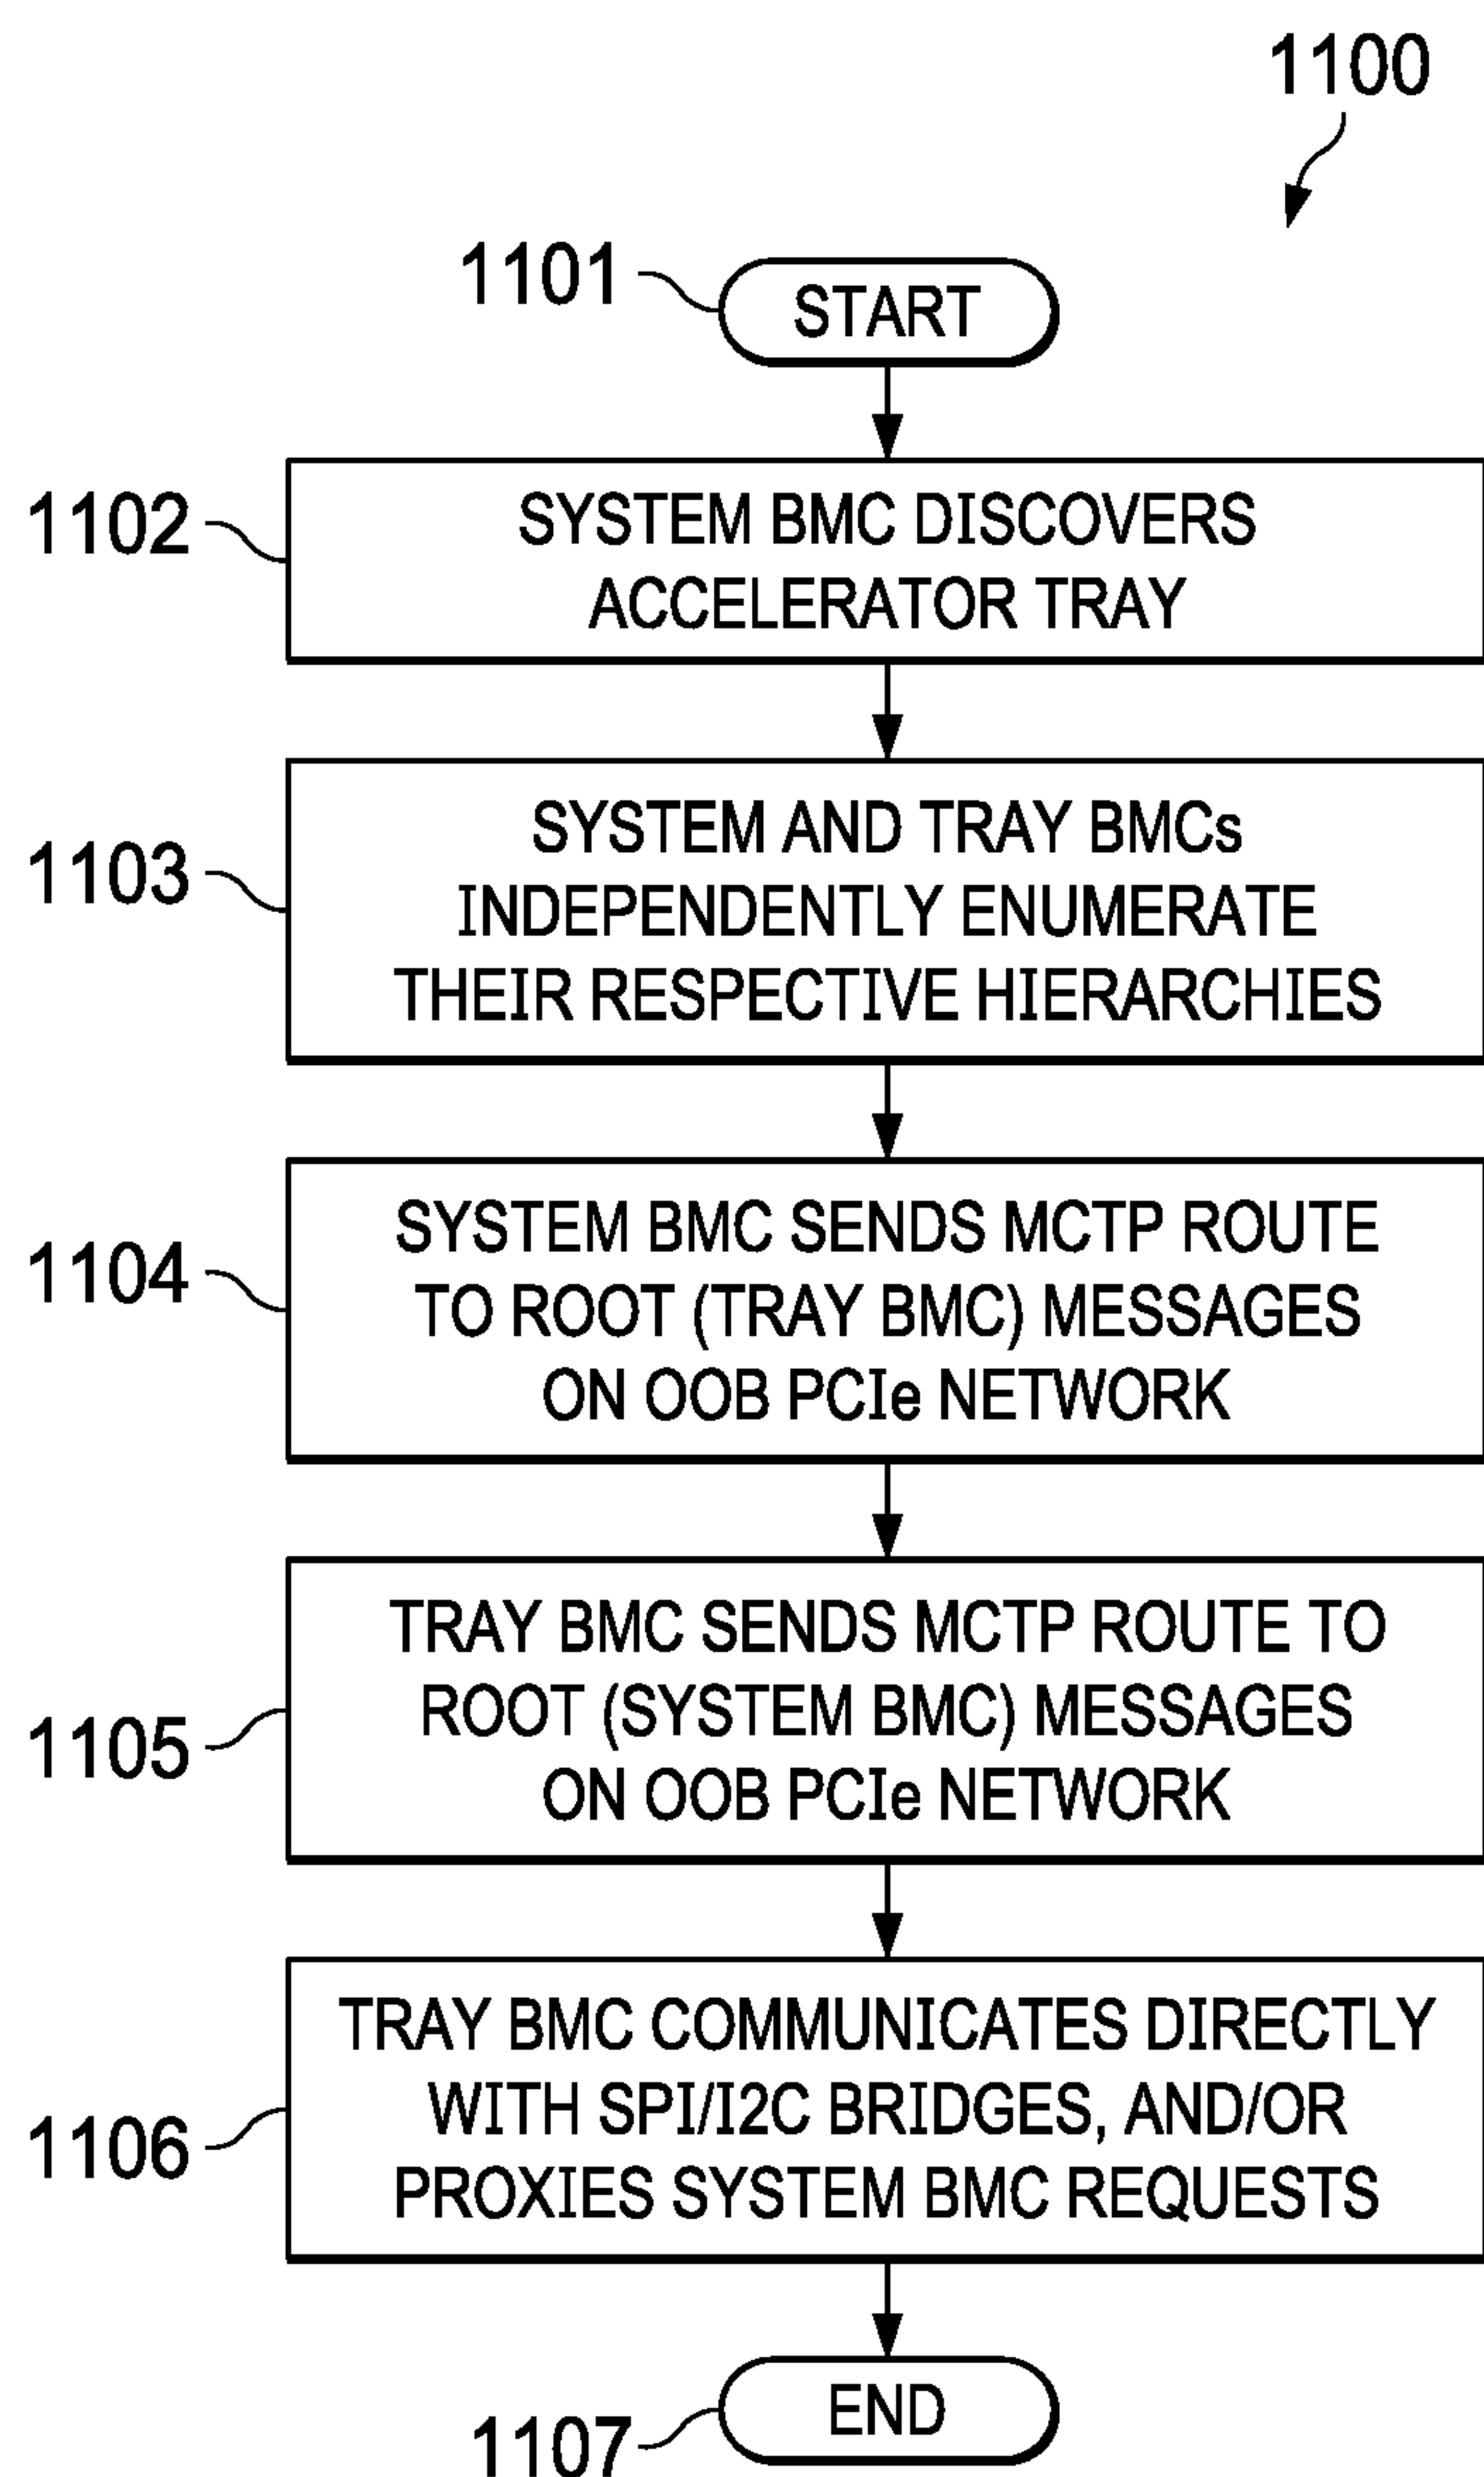 1100
1101
START
1102
SYSTEM BMC DISCOVERS
ACCELERATOR TRAY
1103
SYSTEM AND TRAY BMCs
INDEPENDENTLY ENUMERATE
THEIR RESPECTIVE HIERARCHIES
1104
SYSTEM BMC SENDS MCTP ROUTE
TO ROOT (TRAY BMC) MESSAGES
ON OOB PCIe NETWORK
1105
TRAY BMC SENDS MCTP ROUTE TO
ROOT (SYSTEM BMC) MESSAGES
ON OOB PCIe NETWORK
1106
TRAY BMC COMMUNICATES DIRECTLY
WITH SPI/I2C BRIDGES, AND/OR
PROXIES SYSTEM BMC REQUESTS
1107
END